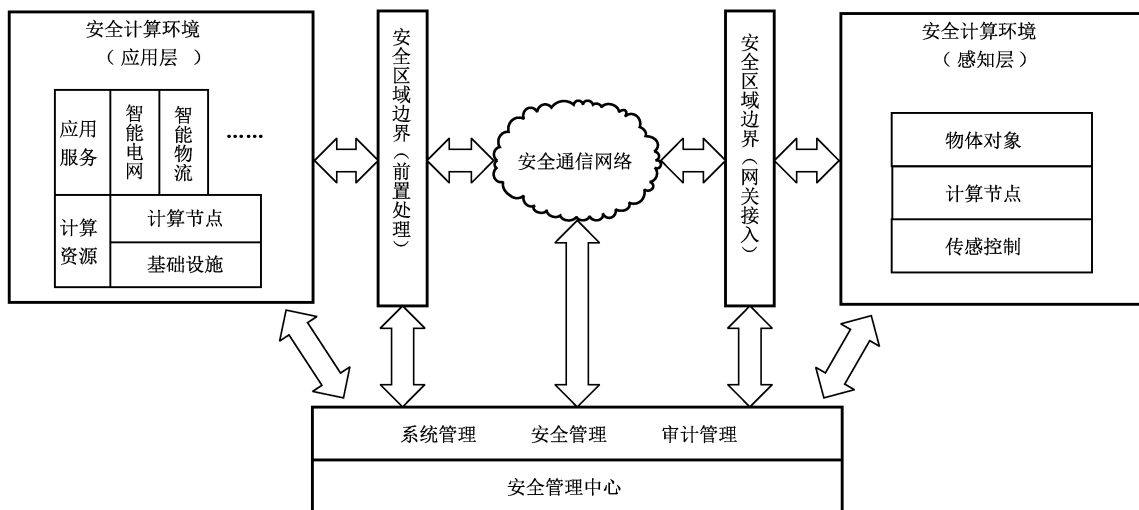 安全计算环境
（应用层）
应用
服务
智能电网
智能物流
……
计算
资源
计算节点
基础设施
安全区域边界（前置处理）
安全通信网络
安全区域边界（网关接入）
安全计算环境
（感知层）
物体对象
计算节点
传感控制
系统管理 安全管理 审计管理
安全管理中心